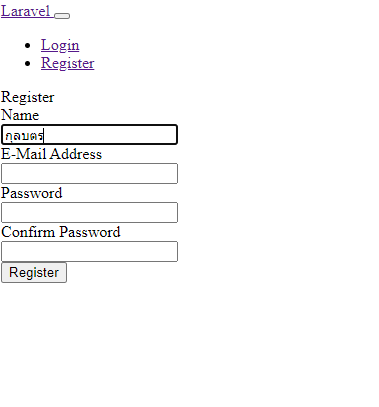 Laravel
Login
Register
Register
Name
กุลบตร
E-Mail Address
Password
Confirm Password
Register